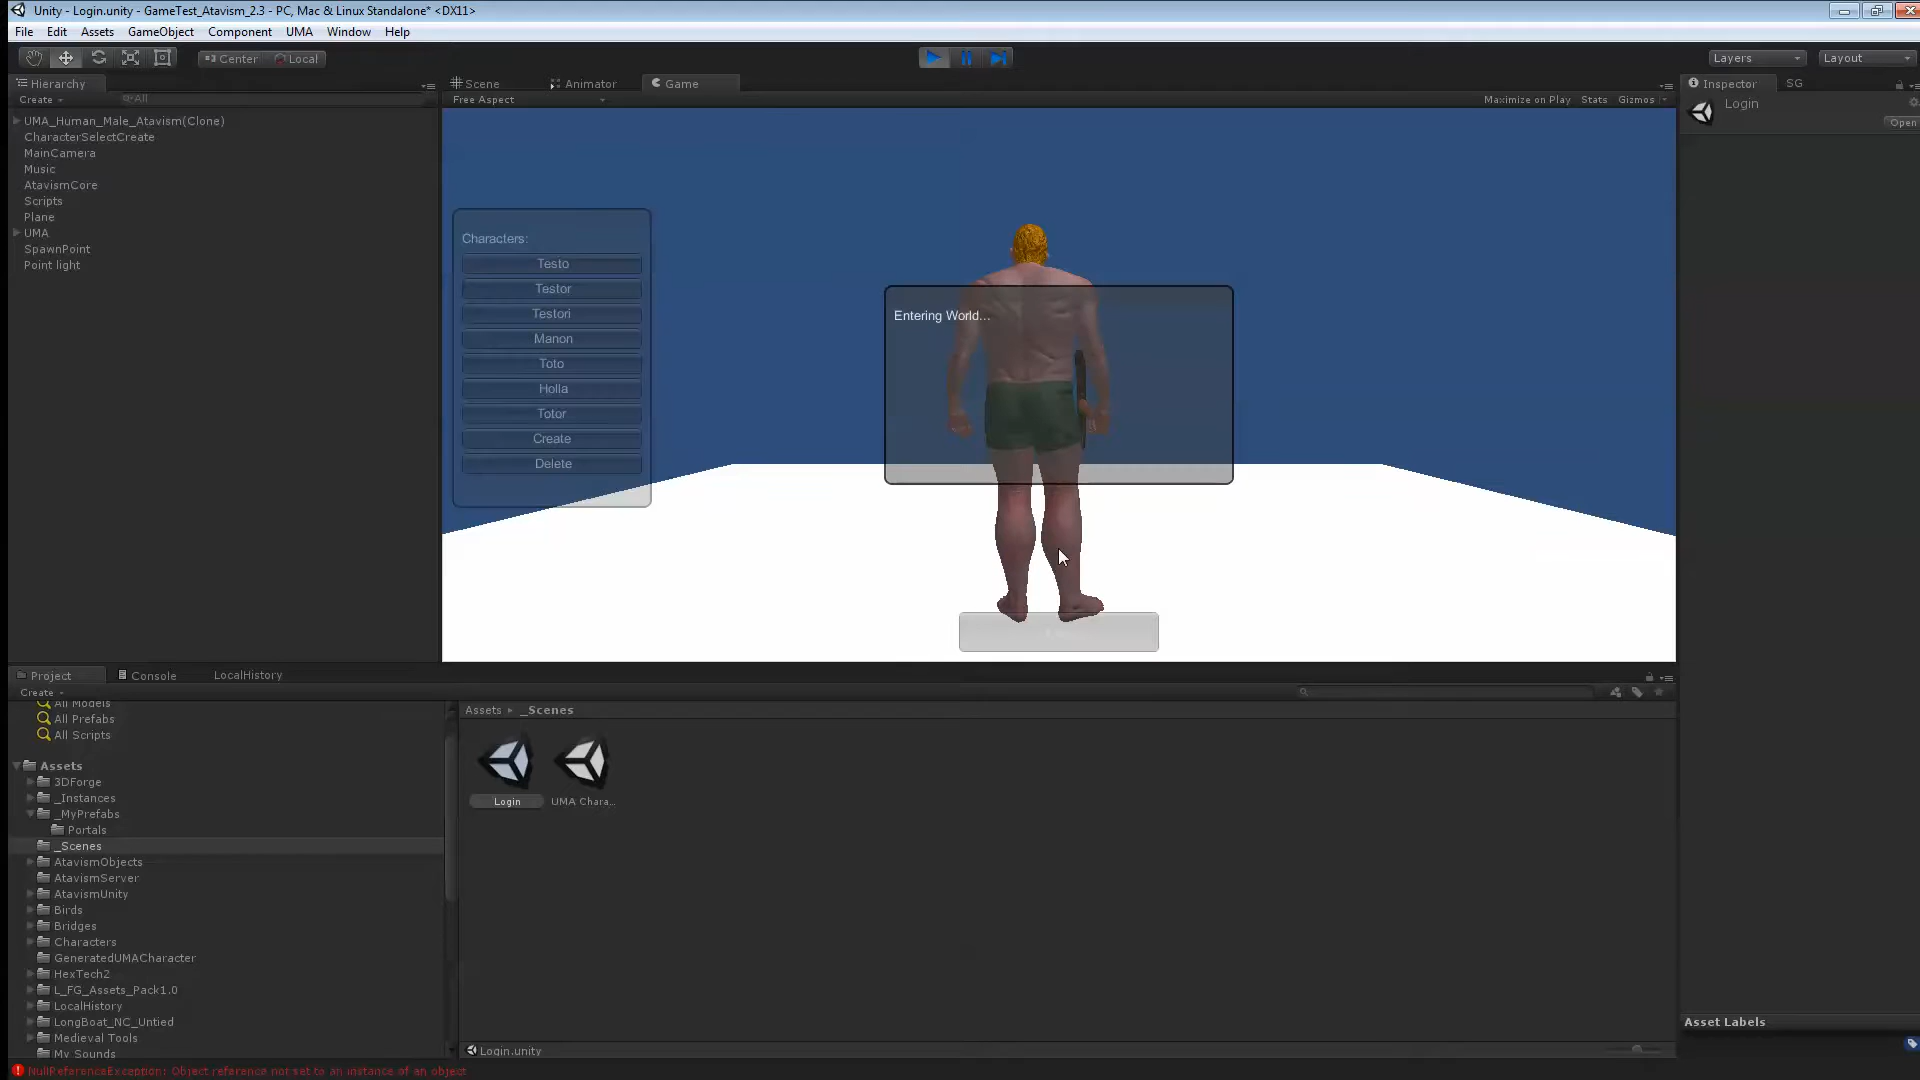 Unity - Login.unity - GameTest_Atavism_2.3 - PC, Mac & Linux Standalone* <DX11>
File Edit Assets GameObject Component UMA Window Help
Center Local
Layers Layout
Hierarchy
Create All
UMA_Human_Male_Atavism(Clone)
CharacterSelectCreate
MainCamera
Music
AtavismCore
Scripts
Plane
UMA
SpawnPoint
Point light
Scene Animator Game
Free Aspect Maximize on Play Stats Gizmos
Characters:
Testo
Testor
Testori
Manon
Toto
Holla
Totor
Create
Delete
Entering World...
Inspector SG
Login
Open
Project Console LocalHistory
Create
All Models
All Prefabs
All Scripts
Assets
3DForge
_Instances
_MyPrefabs
Portals
_Scenes
AtavismObjects
AtavismServer
AtavismUnity
Birds
Bridges
Characters
GeneratedUMACharacter
HexTech2
L_FG_Assets_Pack1.0
LocalHistory
LongBoat_NC_Untied
Medieval Tools
My Sounds
Assets _Scenes
Login UMA Chara...
Login.unity
Asset Labels
NullReferenceException: Object reference not set to an instance of an object